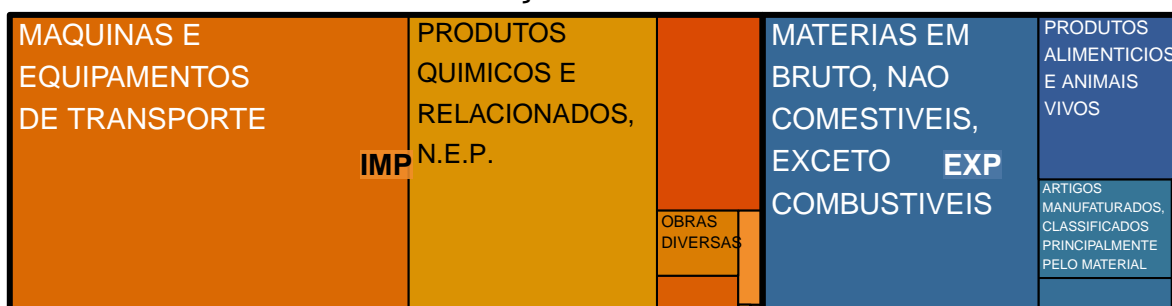 MAQUINAS E
EQUIPAMENTOS
DE TRANSPORTE
IMP
PRODUTOS
QUIMICOS E
RELACIONADOS,
N.E.P.
OBRAS
DIVERSAS
MATERIAS EM
BRUTO, NAO
COMESTIVEIS,
EXCETO
COMBUSTIVEIS
EXP
PRODUTOS
ALIMENTICIOS
E ANIMAIS
VIVOS
ARTIGOS
MANUFATURADOS,
CLASSIFICADOS
PRINCIPALMENTE
PELO MATERIAL